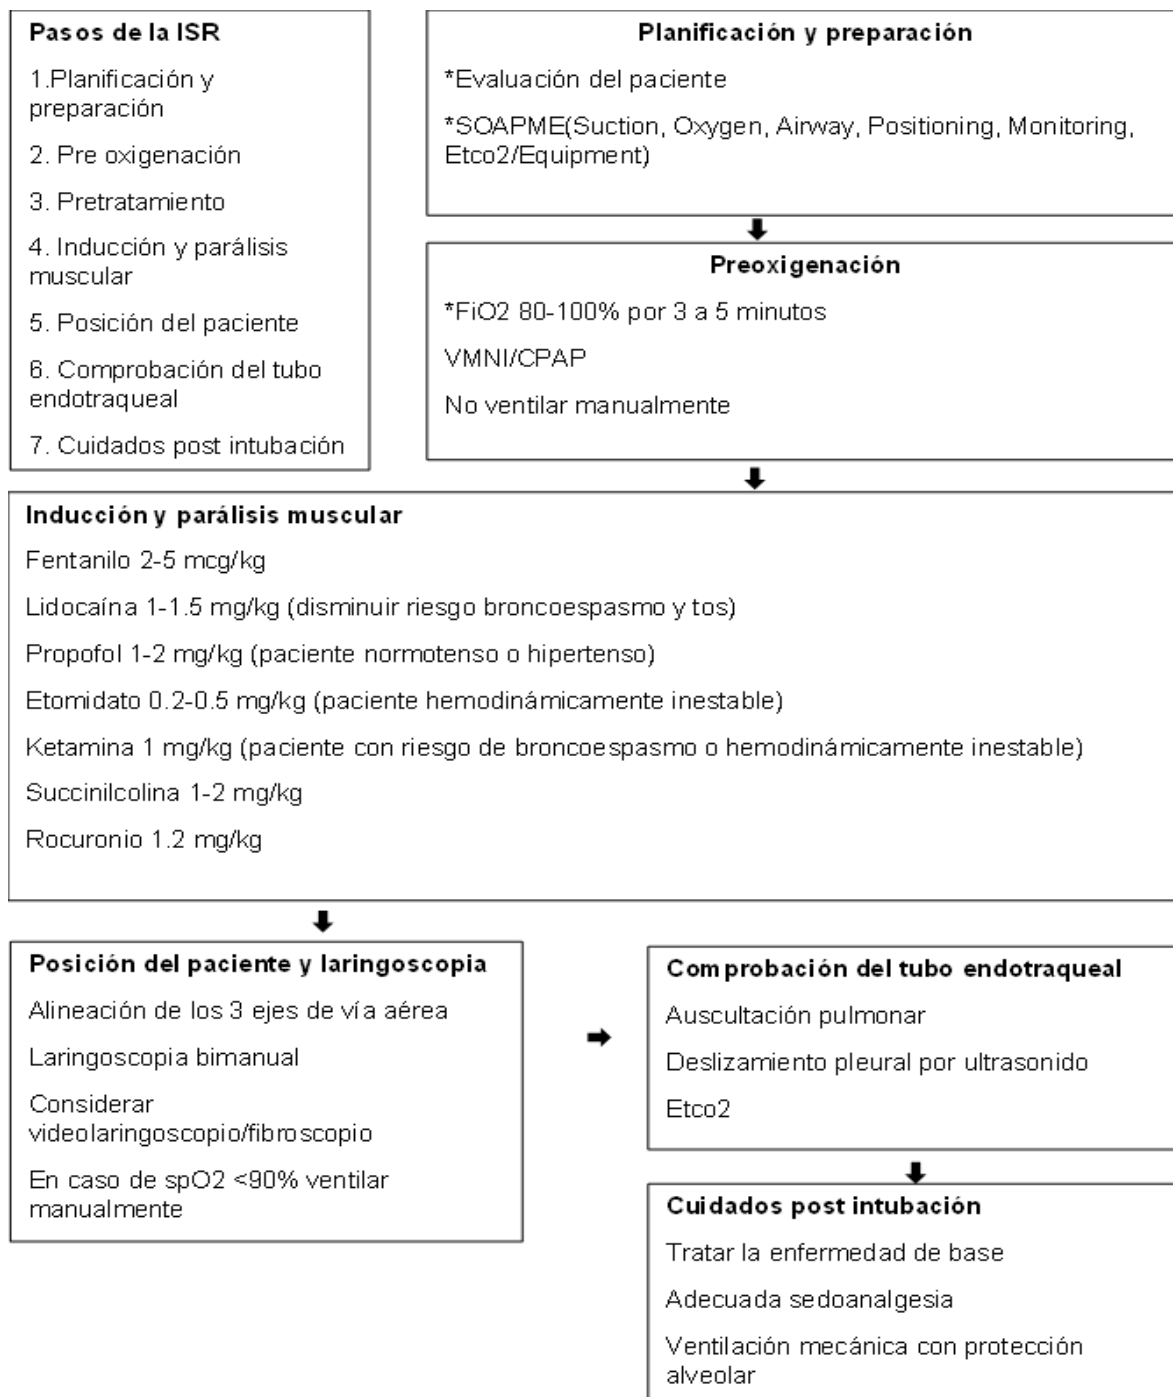 Pasos de la ISR
1.Planificación y
preparación
2. Pre oxigenación
3. Pretratamiento
4. Inducción y parálisis
muscular
5. Posición del paciente
6. Comprobación del tubo
endotraqueal
7. Cuidados post intubación
Planificación y preparación
*Evaluación del paciente
*SOAPME(Suction, Oxygen, Airway, Positioning, Monitoring,
Etco2/Equipment)
Preoxigenación
*FiO2 80-100% por 3 a 5 minutos
VMNI/CPAP
No ventilar manualmente
Inducción y parálisis muscular
Fentanilo 2-5 mcg/kg
Lidocaína 1-1.5 mg/kg (disminuir riesgo broncoespasmo y tos)
Propofol 1-2 mg/kg (paciente normotenso o hipertenso)
Etomidato 0.2-0.5 mg/kg (paciente hemodinámicamente inestable)
Ketamina 1 mg/kg (paciente con riesgo de broncoespasmo o hemodinámicamente inestable)
Succinilcolina 1-2 mg/kg
Rocuronio 1.2 mg/kg
Posición del paciente y laringoscopia
Alineación de los 3 ejes de vía aérea
Laringoscopia bimanual
Considerar
videolaringoscopio/fibroscopio
En caso de spO2 <90% ventilar
manualmente
Comprobación del tubo endotraqueal
Auscultación pulmonar
Deslizamiento pleural por ultrasonido
Etco2
Cuidados post intubación
Tratar la enfermedad de base
Adecuada sedoanalgesia
Ventilación mecánica con protección
alveolar